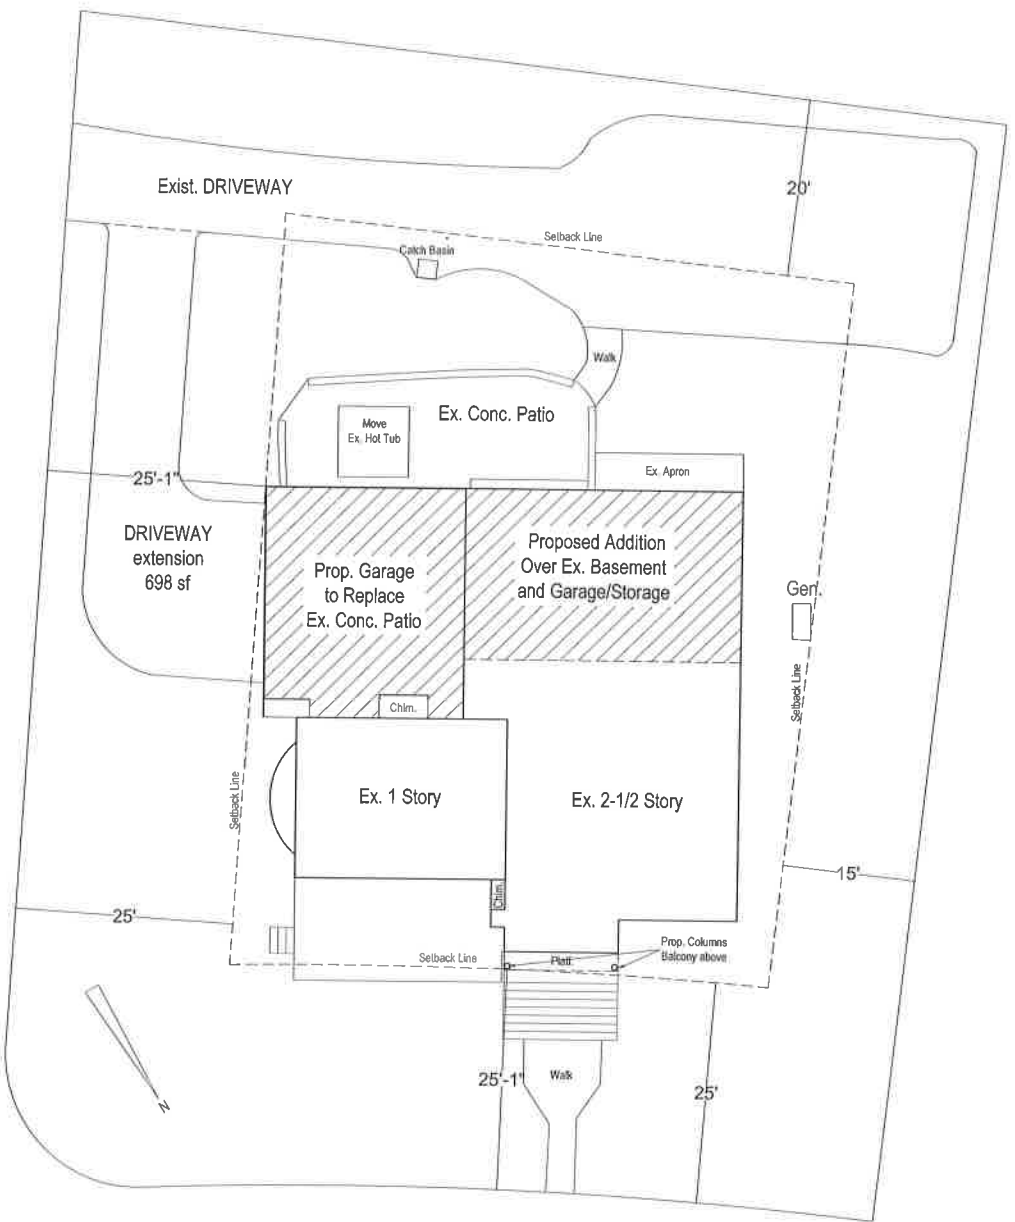 Exist. DRIVEWAY
20'
Setback Line
Catch Basin
Walk
Move
Ex. Hot Tub
Ex. Conc. Patio
Ex. Apron
25'-1"
DRIVEWAY
extension
698 sf
Prop. Garage
to Replace
Ex. Conc. Patio
Proposed Addition
Over Ex. Basement
and Garage/Storage
Gen.
Setback Line
Chim.
Setback Line
Ex. 1 Story
Ex. 2-1/2 Story
15'
Chim.
25'
Setback Line
Platf.
Prop. Columns
Balcony above
25'-1"
Walk
25'
N